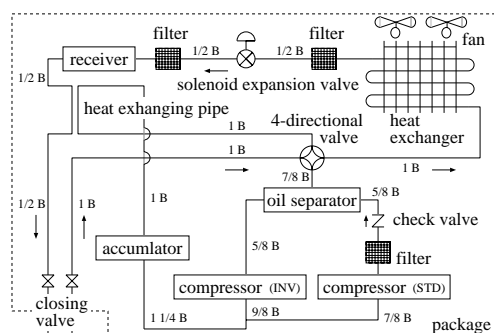 filter
filter
fan
1/2 B
1/2 B
1/2 B
receiver
solenoid expansion valve
heat exhanging pipe
4-directional
valve
heat
exchanger
1 B
1 B
1 B
7/8 B
oil separator
5/8 B
1/2 B
1 B
1 B
check valve
accumlator
5/8 B
filter
compressor (INV)
compressor (STD)
closing
valve
1 1/4 B
9/8 B
7/8 B
package